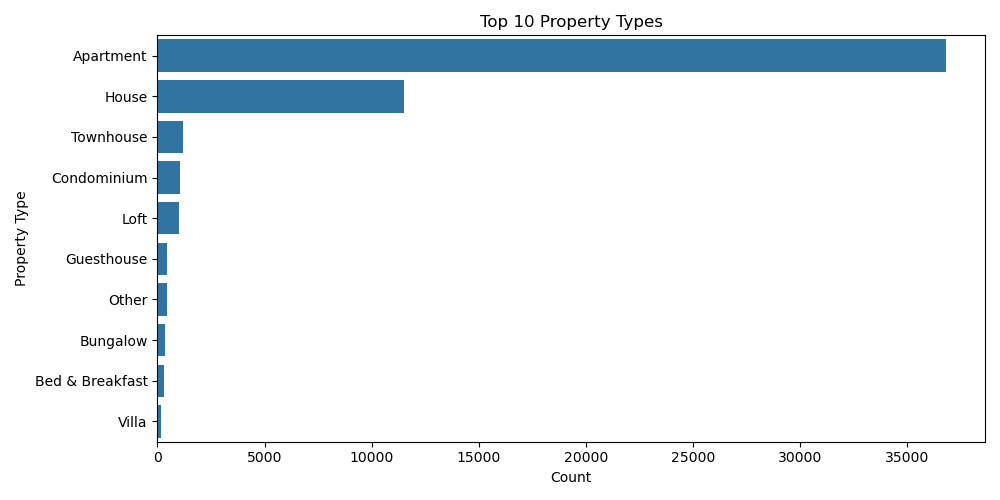 Top 10 Property Types
Property Type
Apartment
House
Townhouse
Condominium
Loft
Guesthouse
Other
Bungalow
Bed & Breakfast
Villa
0 5000 10000 15000 20000 25000 30000 35000
Count